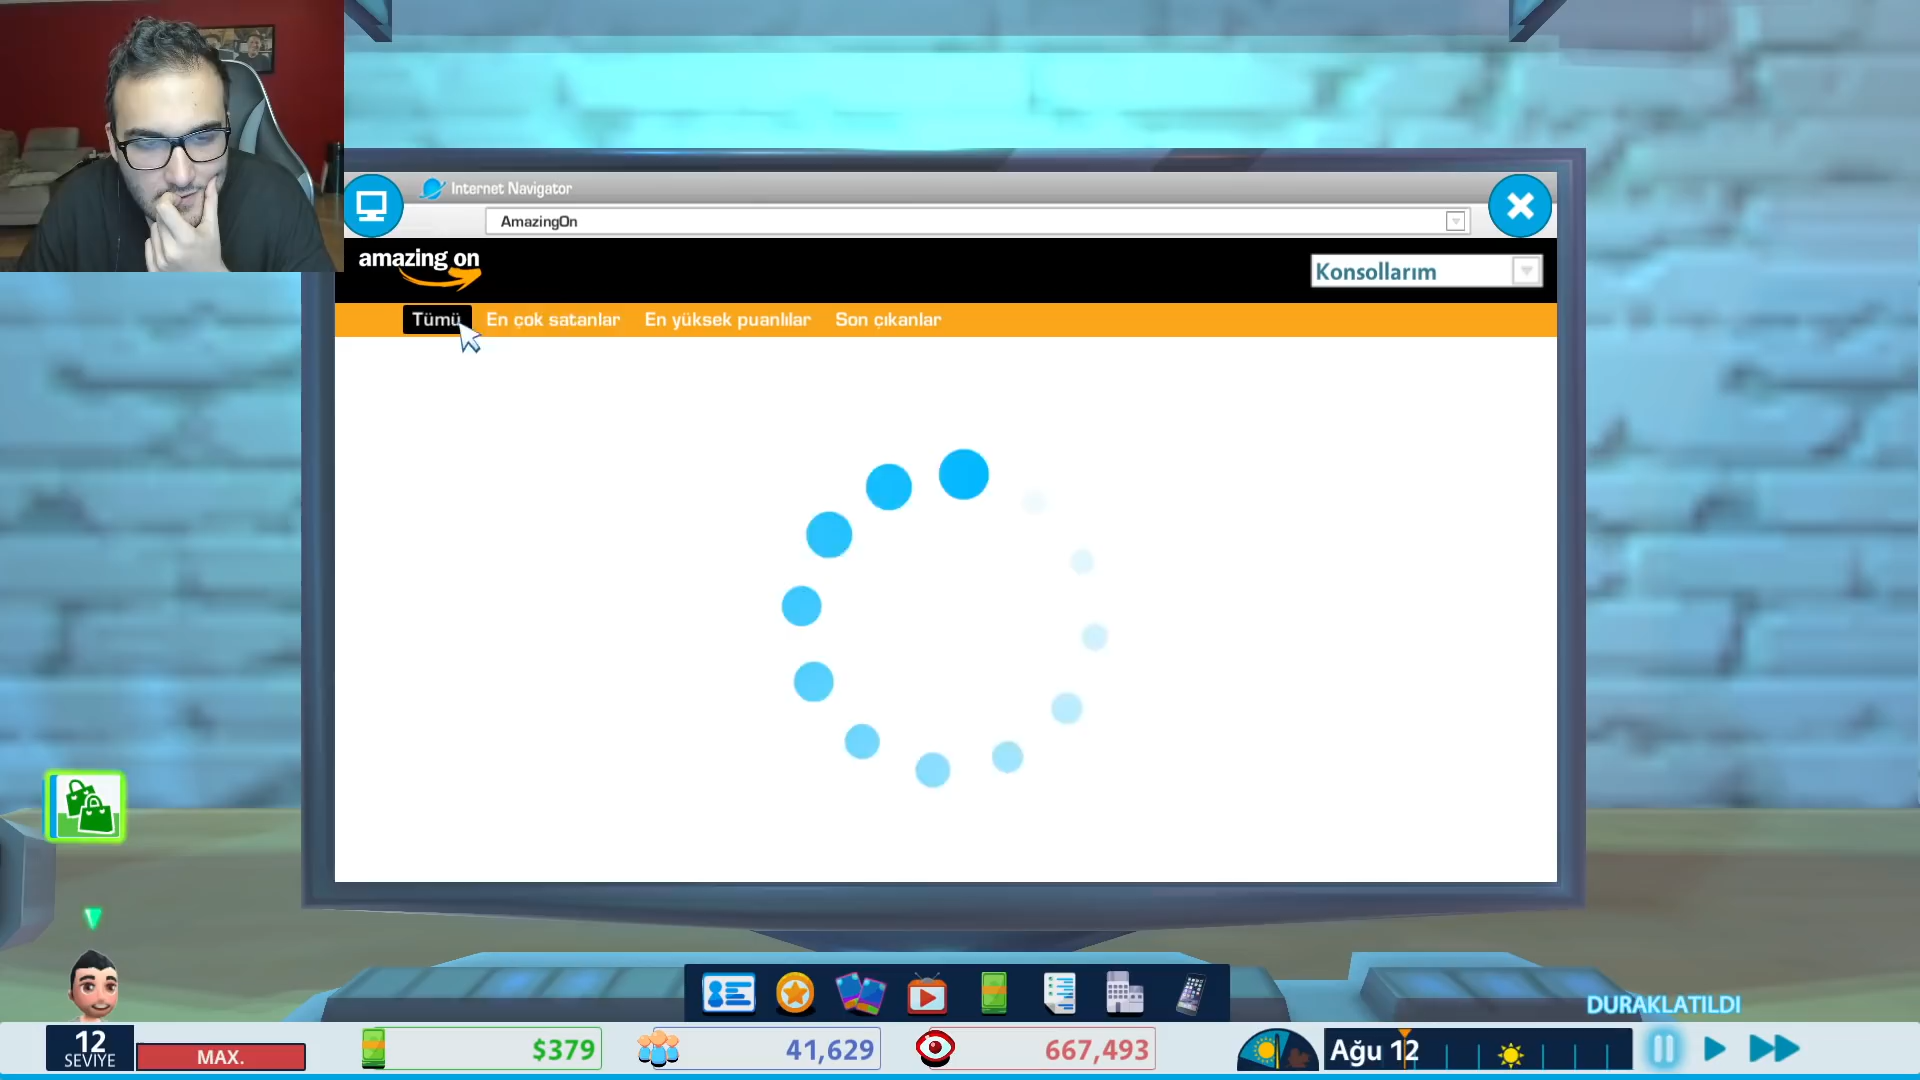 Internet Navigator
AmazingOn
amazing on
Konsollarım
Tümü
En çok satanlar
En yüksek puanlılar
Son çıkanlar
DURAKLATILDI
12
SEVİYE
MAX.
$379
41,629
667,493
Ağu 12